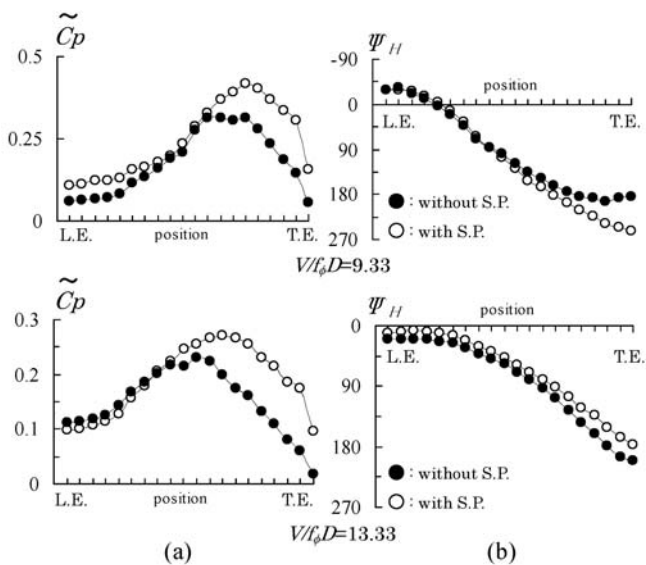 C̃p
0.5
0.25
0
L.E.
position
T.E.
Ψ_H
-90
0
90
180
270
position
L.E.
T.E.
● : without S.P.
○ : with S.P.
V/f_ϕD=9.33
C̃p
0.3
0.2
0.1
0
L.E.
position
T.E.
Ψ_H
0
90
180
270
position
L.E.
T.E.
● : without S.P.
○ : with S.P.
V/f_ϕD=13.33
(a)
(b)